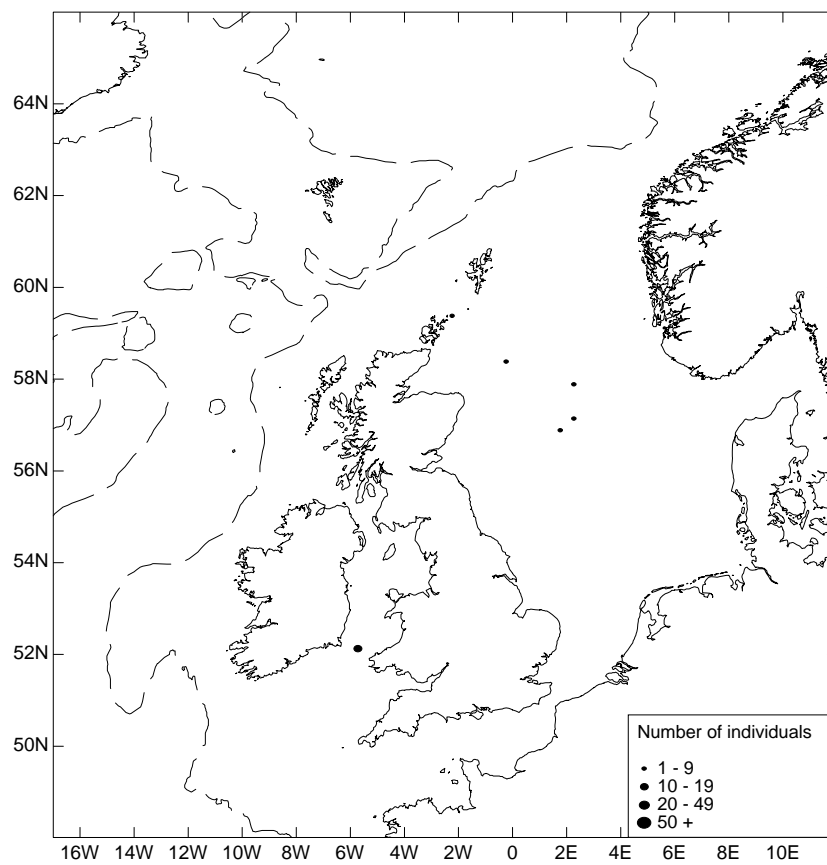 64N
62N
60N
58N
56N
54N
52N
50N
Number of individuals
1 - 9
10 - 19
20 - 49
50 +
16W 14W 12W 10W 8W 6W 4W 2W 0 2E 4E 6E 8E 10E